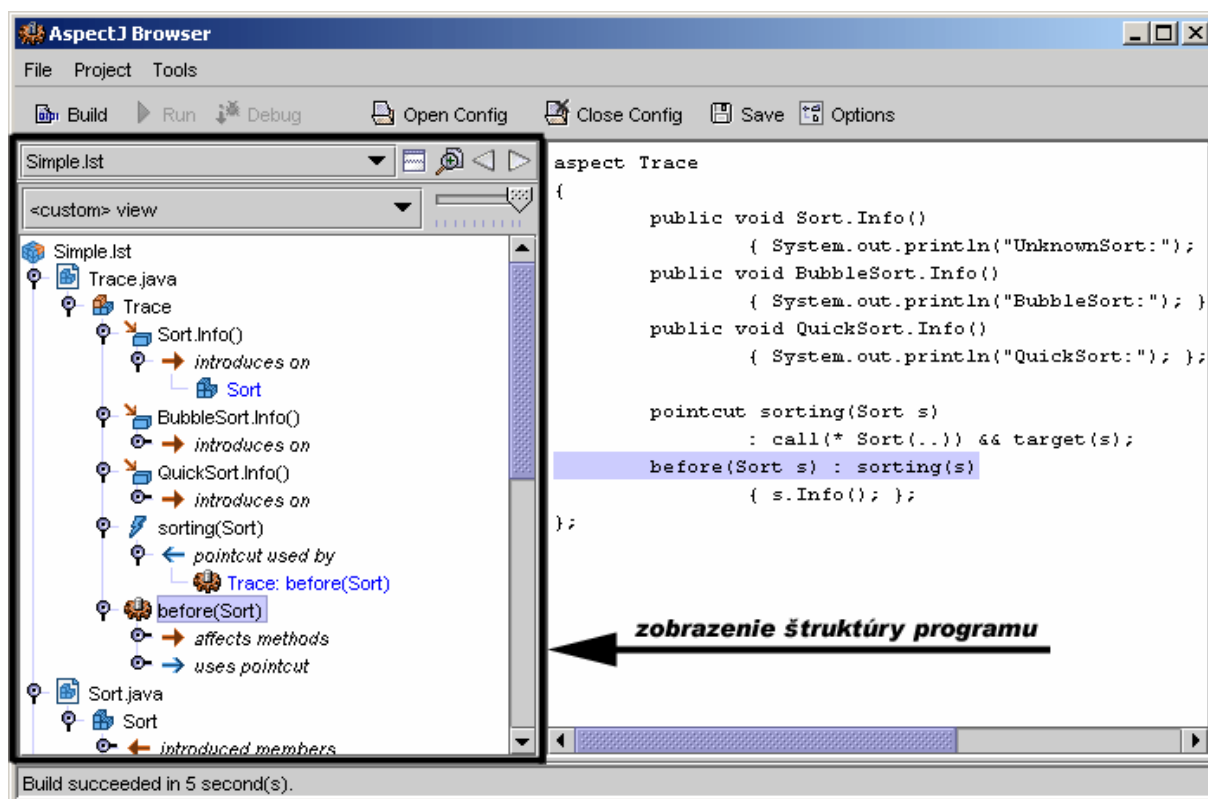 AspectJ Browser
File Project Tools
Build Run Debug Open Config Close Config Save Options
Simple.lst
<custom> view
Simple.lst
Trace.java
Trace
Sort.Info()
introduces on
Sort
BubbleSort.Info()
introduces on
QuickSort.Info()
introduces on
sorting(Sort)
pointcut used by
Trace: before(Sort)
before(Sort)
affects methods
uses pointcut
Sort.java
Sort
introduced members
aspect Trace
{
public void Sort.Info()
{ System.out.println("UnknownSort:");
public void BubbleSort.Info()
{ System.out.println("BubbleSort:"); }
public void QuickSort.Info()
{ System.out.println("QuickSort:"); };
pointcut sorting(Sort s)
: call(* Sort(..)) && target(s);
before(Sort s) : sorting(s)
{ s.Info(); };
};
zobrazenie štruktúry programu
Build succeeded in 5 second(s).